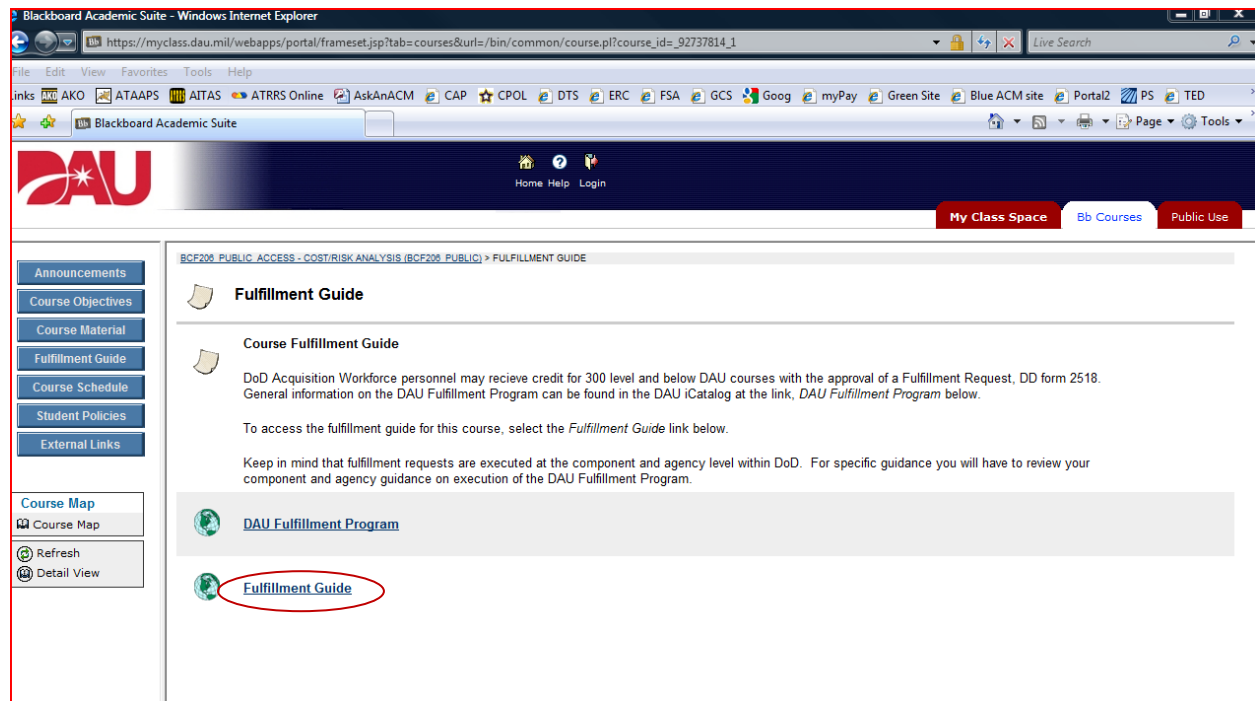 Blackboard Academic Suite - Windows Internet Explorer
https://myclass.dau.mil/webapps/portal/frameset.jsp?tab=courses&url=/bin/common/course.pl?course_id=_92737814_1
Live Search
File Edit View Favorites Tools Help
Links AKO ATAAPS AITAS ATRRS Online AskAnACM CAP CPOL DTS ERC FSA GCS Goog myPay Green Site Blue ACM site Portal2 PS TED
Blackboard Academic Suite
Page Tools
DAU
Home Help Login
My Class Space Bb Courses Public Use
Announcements
Course Objectives
Course Material
Fulfillment Guide
Course Schedule
Student Policies
External Links
Course Map
Course Map
Refresh
Detail View
BCF206 PUBLIC ACCESS - COST/RISK ANALYSIS (BCF206 PUBLIC) > FULFILLMENT GUIDE
Fulfillment Guide
Course Fulfillment Guide
DoD Acquisition Workforce personnel may recieve credit for 300 level and below DAU courses with the approval of a Fulfillment Request, DD form 2518.
General information on the DAU Fulfillment Program can be found in the DAU iCatalog at the link, DAU Fulfillment Program below.
To access the fulfillment guide for this course, select the Fulfillment Guide link below.
Keep in mind that fulfillment requests are executed at the component and agency level within DoD. For specific guidance you will have to review your
component and agency guidance on execution of the DAU Fulfillment Program.
DAU Fulfillment Program
Fulfillment Guide